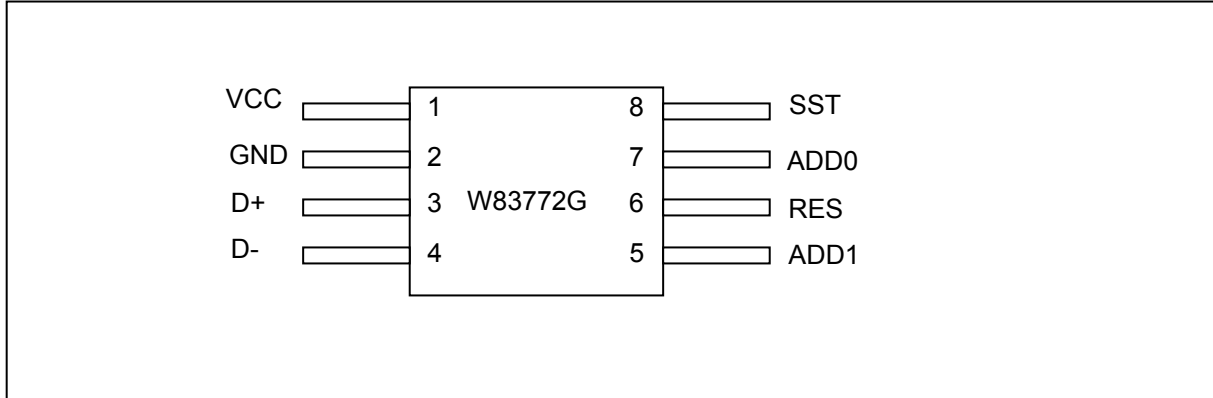 VCC 1 8 SST
GND 2 7 ADD0
D+ 3 W83772G 6 RES
D- 4 5 ADD1